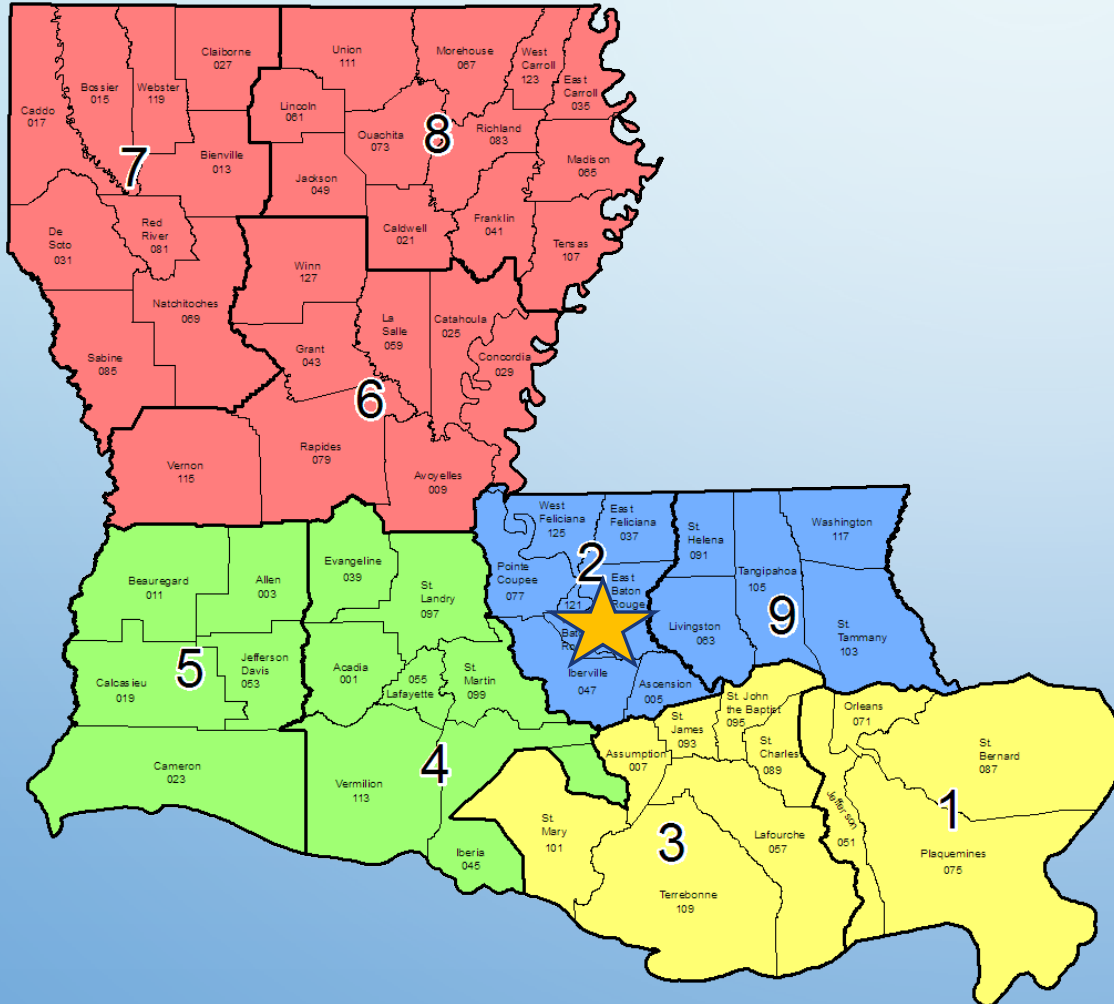 Claiborne
027
Union
111
Morehouse
067
West
Carroll
123
East
Carroll
035
Bossier
015
Webster
119
Caddo
017
Lincoln
061
Ouachita
073
8
Richland
083
Madison
065
7
Bienville
013
Jackson
049
De
Soto
031
Red
River
081
Caldwell
021
Franklin
041
Tensas
107
Winn
127
Natchitoches
069
La
Salle
059
Catahoula
025
Sabine
085
Grant
043
Concordia
029
6
Rapides
079
Vernon
115
Avoyelles
009
West
Feliciana
125
East
Feliciana
037
St
Helena
091
Washington
117
Evangeline
039
Beauregard
011
Allen
003
St.
Landry
097
Pointe
Coupee
077
2
East
Baton
Rouge
121
Tangipahoa
105
9
Livingston
063
St.
Tammany
103
5
Calcasieu
019
Jefferson
Davis
053
Acadia
001
055
Lafayette
St.
Martin
099
Iberville
047
Ascension
005
St. John
the Baptist
095
St.
James
093
Orleans
071
St.
Bernard
087
Cameron
023
Vermilion
113
4
Assumption
007
St.
Charles
089
Jefferson
051
1
St.
Mary
101
3
Lafourche
057
Plaquemines
075
Iberia
045
Terrebonne
109